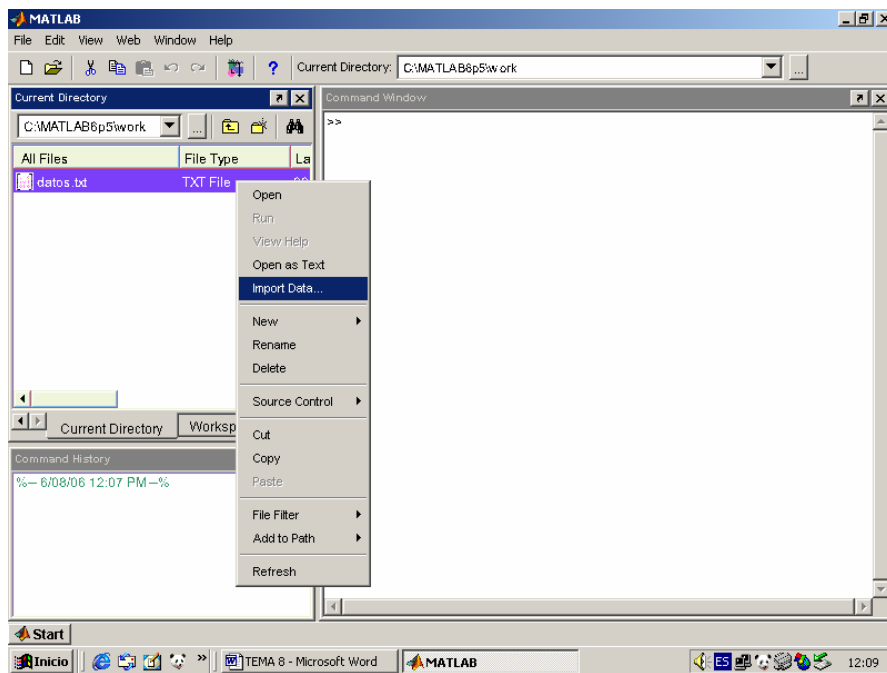 MATLAB
File Edit View Web Window Help
Current Directory: C:\MATLAB6p5\work ...
Current Directory
C:\MATLAB6p5\work ...
All Files File Type La
datos.txt TXT File
Command Window
>>
Open
Run
View Help
Open as Text
Import Data...
New
Rename
Delete
Source Control
Cut
Copy
Paste
File Filter
Add to Path
Refresh
Current Directory Worksp
Command History
%-- 6/08/06 12:07 PM --%
Start
Inicio » TEMA 8 - Microsoft Word MATLAB ES 12:09